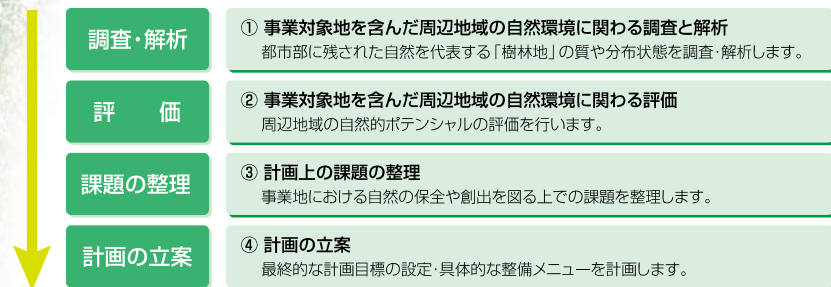 調査・解析
① 事業対象地を含んだ周辺地域の自然環境に関わる調査と解析
都市部に残された自然を代表する「樹林地」の質や分布状態を調査・解析します。
評　価
② 事業対象地を含んだ周辺地域の自然環境に関わる評価
周辺地域の自然的ポテンシャルの評価を行います。
課題の整理
③ 計画上の課題の整理
事業地における自然の保全や創出を図る上での課題を整理します。
計画の立案
④ 計画の立案
最終的な計画目標の設定・具体的な整備メニューを計画します。